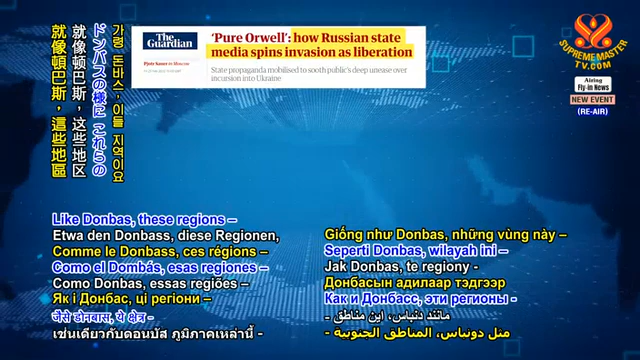 The
Guardian
'Pure Orwell': how Russian state
media spins invasion as liberation
Pjotr Sauer in Moscow
State propaganda mobilised to sooth public's deep unease over
incursion into Ukraine
SUPREME MASTER
TV.COM
Airing
Fly-in News
NEW EVENT
(RE-AIR)
가령 돈바스, 이들 지역이요
ドンバスの様に これらの
就像顿巴斯，这些地区
就像頓巴斯，這些地區
Like Donbas, these regions –
Etwa den Donbass, diese Regionen,
Comme le Donbass, ces régions –
Como el Dombás, esas regiones –
Como Donbas, essas regiões –
Як і Донбас, ці регіони –
जैसे डोनबास, ये क्षेत्र -
เช่นเดียวกับดอนบัส ภูมิภาคเหล่านี้ -
Giống như Donbas, những vùng này –
Seperti Donbas, wilayah ini –
Jak Donbas, te regiony -
Донбасын адилаар тэдгээр
Как и Донбасс, эти регионы -
مانند دنباس، این مناطق -
مثل دونباس، المناطق الجنوبية -